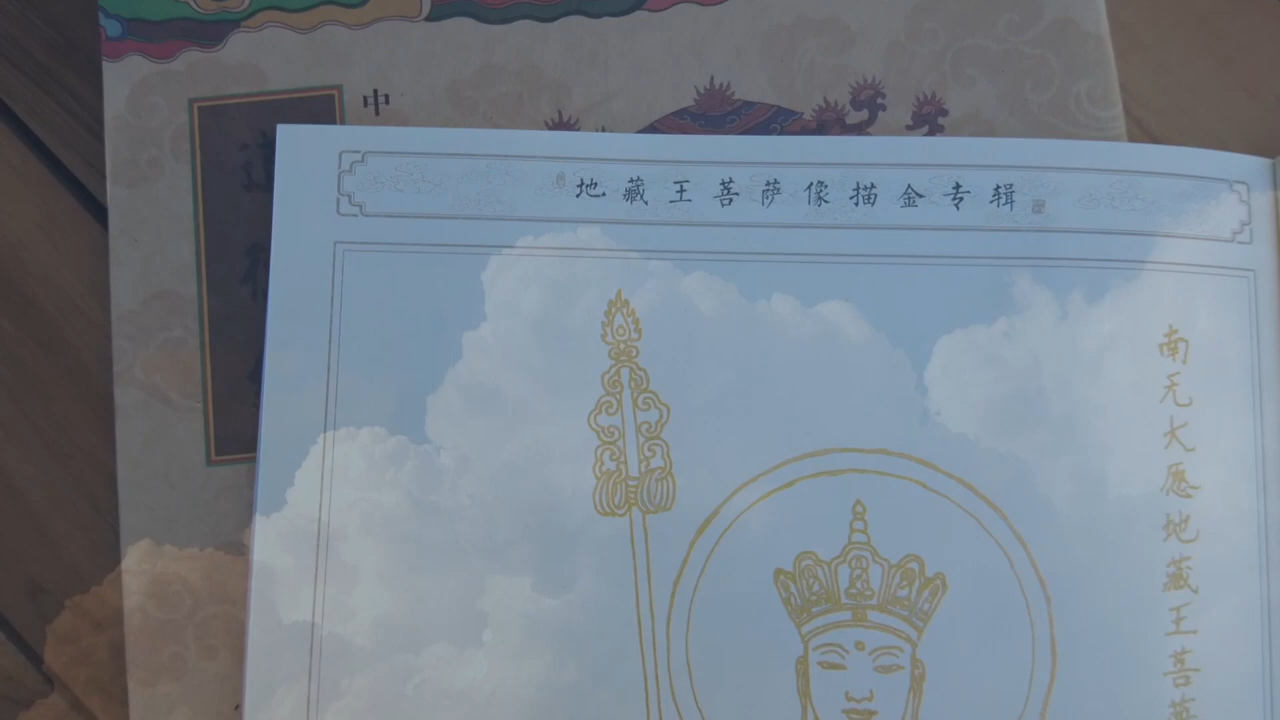 中
地藏王菩萨像描金专辑
南无大愿地藏王菩萨